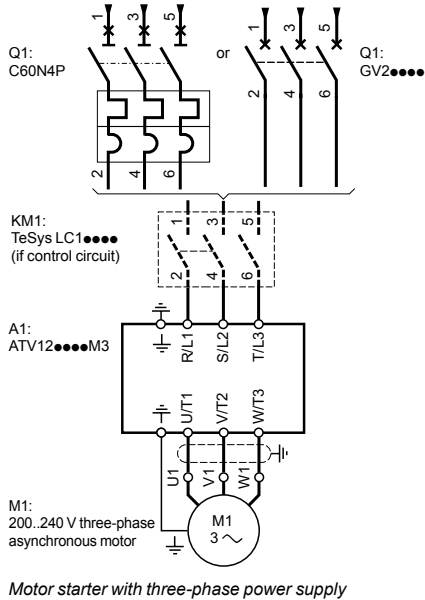 1 3 5 1 3 5
Q1:
C60N4P
or
Q1:
GV2●●●●
2 4 6
2 4 6
KM1:
TeSys LC1●●●●
(if control circuit)
1 3 5
2 4 6
A1:
ATV12●●●●M3
R/L1 S/L2 T/L3
U/T1 V/T2 W/T3
U1 V1 W1
M1:
200..240 V three-phase
asynchronous motor
M1
3
Motor starter with three-phase power supply